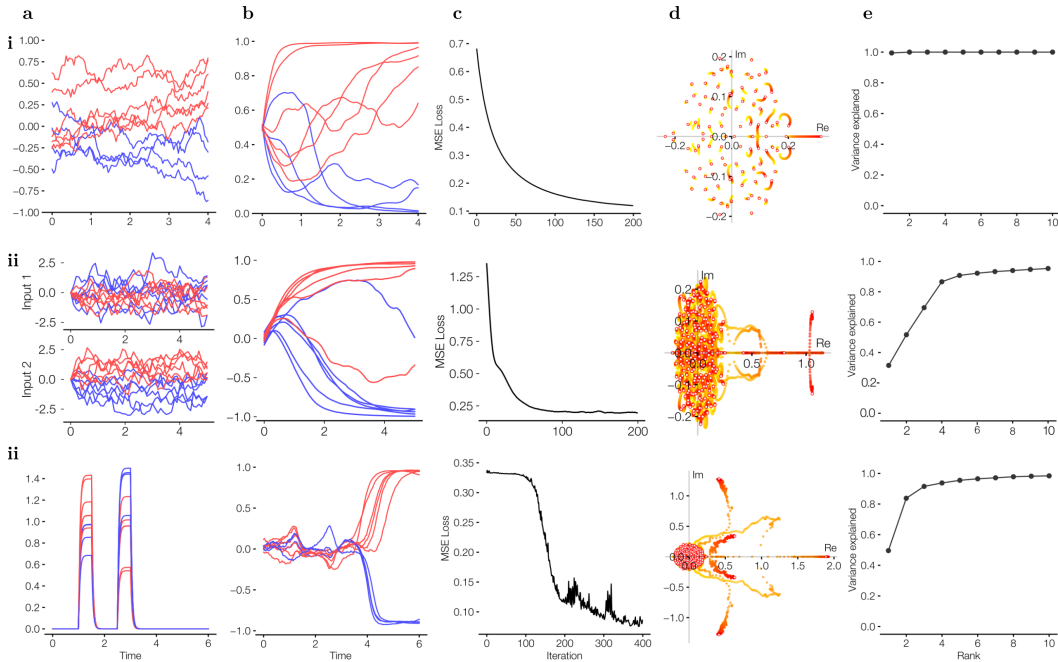 a b c d e
i
1.00
0.75
0.50
0.25
0.00
−0.25
−0.50
−0.75
−1.00
0 1 2 3 4
1.0
0.8
0.6
0.4
0.2
0.0
0 1 2 3 4
MSE Loss
0.7
0.6
0.5
0.4
0.3
0.2
0.1
0 50 100 150 200
Im
0.2
0.1
−0.2 −0.1 0.0 0.2
0.0
Re
−0.1
−0.2
Variance explaned
1.0
0.8
0.6
0.4
0.2
0.0
2 4 6 8 10
ii
Input 1
2.5
0.0
−2.5
0 2 4
Input 2
2.5
0.0
−2.5
0 2 4
1.0
0.5
0.0
−0.5
−1.0
0 1 2 3 4 5
MSE Loss
1.25
1.00
0.75
0.50
0.25
0 100 200
Im
0.2
0.1
0.0 0.0 0.5 1.0
Re
−0.1
−0.2
Variance explained
1.0
0.8
0.6
0.4
0.2
0.0
2 4 6 8 10
ii
1.4
1.2
1.0
0.8
0.6
0.4
0.2
0.0
0 2 4 6
Time
1.0
0.5
0.0
−0.5
−1.0
0 1 2 3 4 5 6
Time
MSE Loss
0.35
0.30
0.25
0.20
0.15
0.10
0 100 200 300 400
Iteration
Im
1.0
0.5
0.0 0.0 0.5 1.0 1.5 2.0
Re
−0.5
−1.0
Variance explained
1.0
0.8
0.6
0.4
0.2
0.0
2 4 6 8 10
Rank